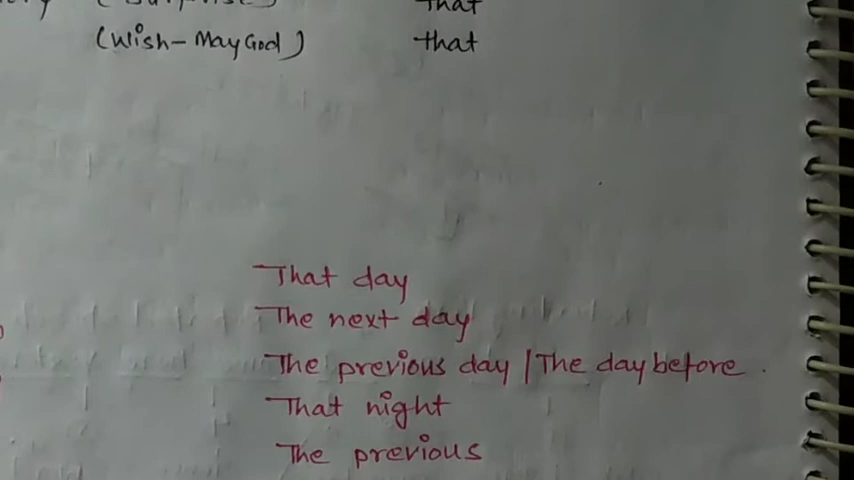 that
(Wish- May God) that
That day
The next day
The previous day | The day before.
That night
The previous